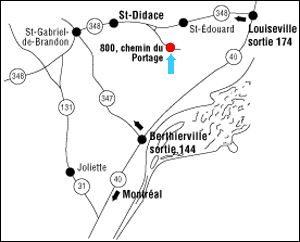 St-Didace
348
348
St-Gabriel-
de-Brandon
St-Édouard
Louiseville
sortie 174
800, chemin du
Portage
40
348
131
347
Berthierville
sortie 144
Joliette
40
31
Montréal